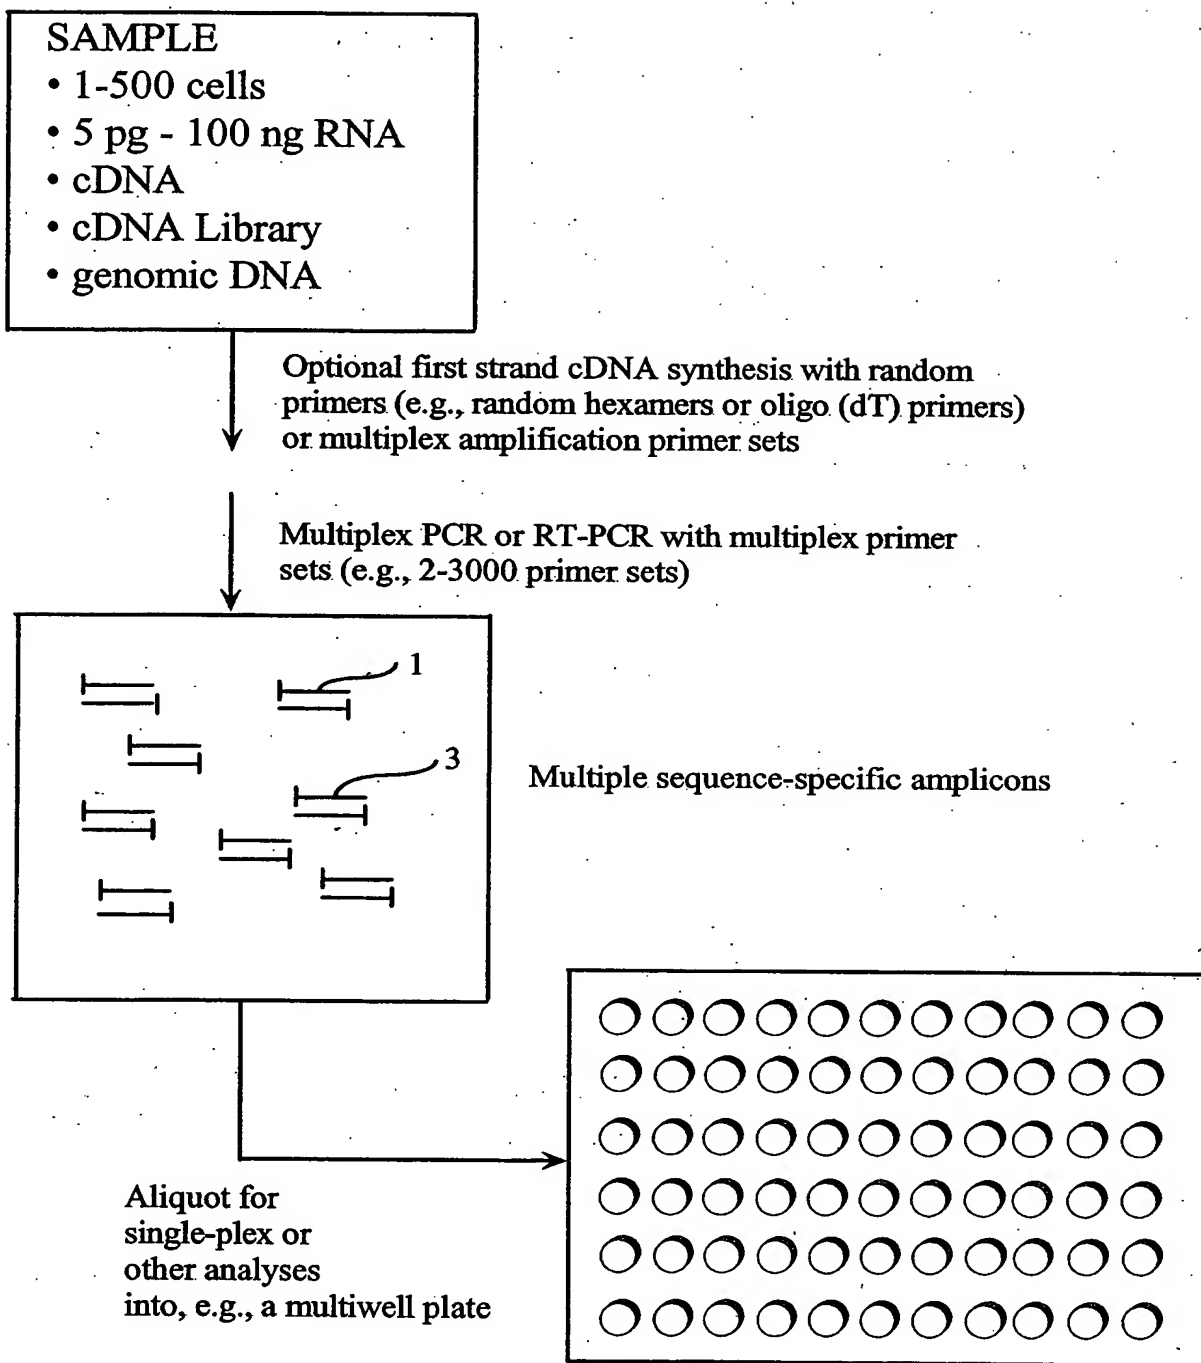 SAMPLE
• 1-500 cells
• 5 pg - 100 ng RNA
• cDNA
• cDNA Library
• genomic DNA
Optional first strand cDNA synthesis with random
primers (e.g., random hexamers or oligo (dT) primers)
or multiplex amplification primer sets
Multiplex PCR or RT-PCR with multiplex primer
sets (e.g., 2-3000 primer sets)
1
3
Multiple sequence-specific amplicons
Aliquot for
single-plex or
other analyses
into, e.g., a multiwell plate